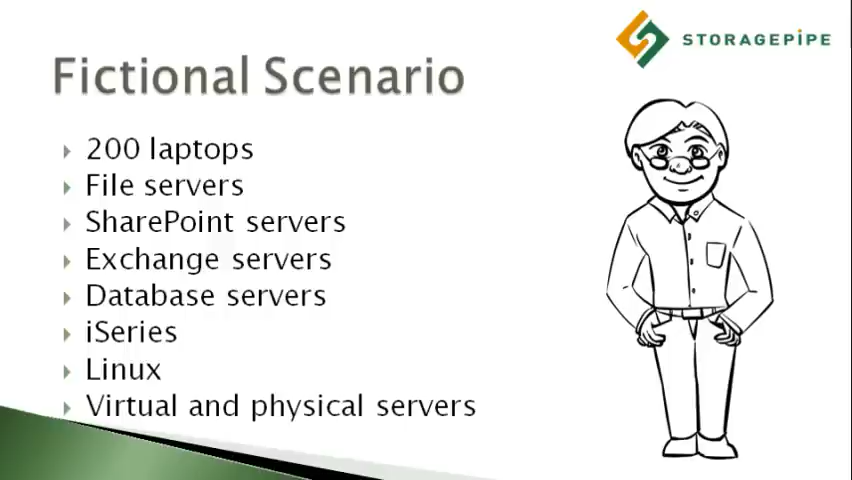 STORAGEPIPE
Fictional Scenario
200 laptops
File servers
SharePoint servers
Exchange servers
Database servers
iSeries
Linux
Virtual and physical servers